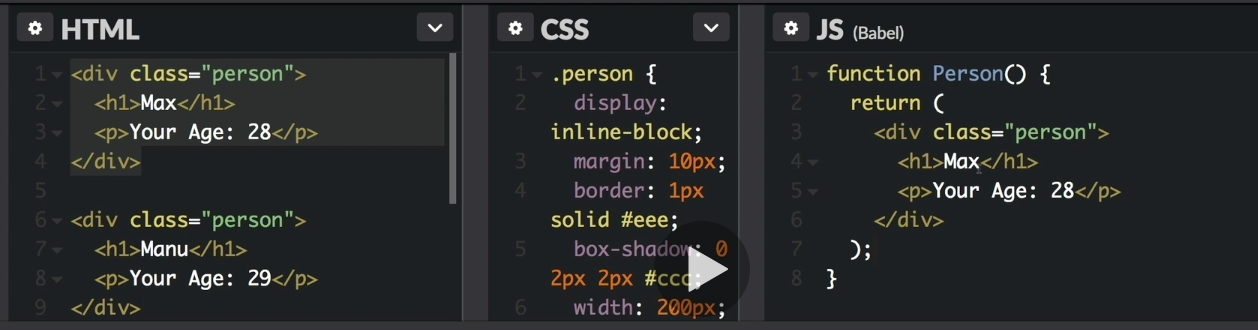 HTML
1 <div class="person">
2 <h1>Max</h1>
3 <p>Your Age: 28</p>
4 </div>
5
6 <div class="person">
7 <h1>Manu</h1>
8 <p>Your Age: 29</p>
9 </div>
CSS
1 .person {
2 display:
inline-block;
3 margin: 10px;
4 border: 1px
solid #eee;
5 box-shadow: 0
2px 2px #ccc;
6 width: 200px;
JS (Babel)
1 function Person() {
2 return (
3 <div class="person">
4 <h1>Max</h1>
5 <p>Your Age: 28</p>
6 </div>
7 );
8 }